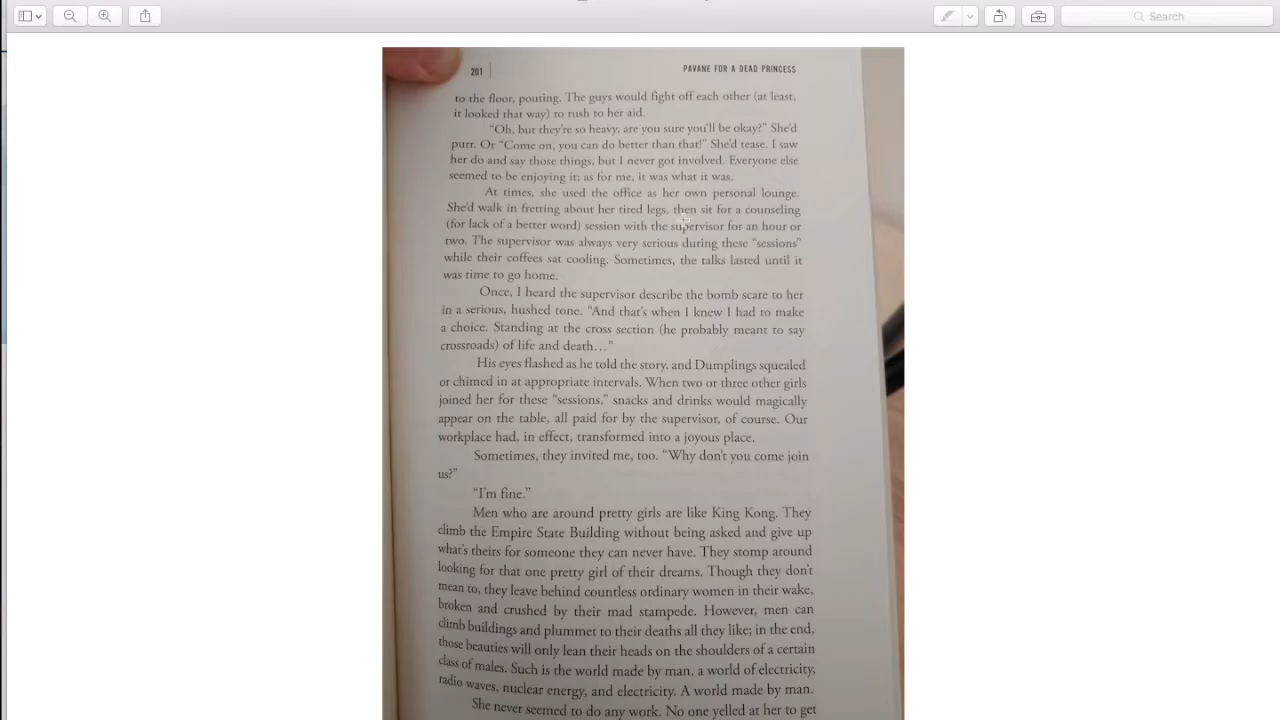 Search
201 PAVANE FOR A DEAD PRINCESS
to the floor, pouting. The guys would fight off each other (at least,
it looked that way) to rush to her aid.
“Oh, but they’re so heavy, are you sure you’ll be okay?” She’d
purr. Or “Come on, you can do better than that!” She’d tease. I saw
her do and say those things, but I never got involved. Everyone else
seemed to be enjoying it; as for me, it was what it was.
At times, she used the office as her own personal lounge.
She’d walk in fretting about her tired legs, then sit for a counseling
(for lack of a better word) session with the supervisor for an hour or
two. The supervisor was always very serious during these “sessions”
while their coffees sat cooling. Sometimes, the talks lasted until it
was time to go home.
Once, I heard the supervisor describe the bomb scare to her
in a serious, hushed tone. “And that’s when I knew I had to make
a choice. Standing at the cross section (he probably meant to say
crossroads) of life and death…”
His eyes flashed as he told the story, and Dumplings squealed
or chimed in at appropriate intervals. When two or three other girls
joined her for these “sessions,” snacks and drinks would magically
appear on the table, all paid for by the supervisor, of course. Our
workplace had, in effect, transformed into a joyous place.
Sometimes, they invited me, too. “Why don’t you come join
us?”
“I’m fine.”
Men who are around pretty girls are like King Kong. They
climb the Empire State Building without being asked and give up
what’s theirs for someone they can never have. They stomp around
looking for that one pretty girl of their dreams. Though they don’t
mean to, they leave behind countless ordinary women in their wake,
broken and crushed by their mad stampede. However, men can
climb buildings and plummet to their deaths all they like; in the end,
those beauties will only lean their heads on the shoulders of a certain
class of males. Such is the world made by man, a world of electricity,
radio waves, nuclear energy, and electricity. A world made by man.
She never seemed to do any work. No one yelled at her to get